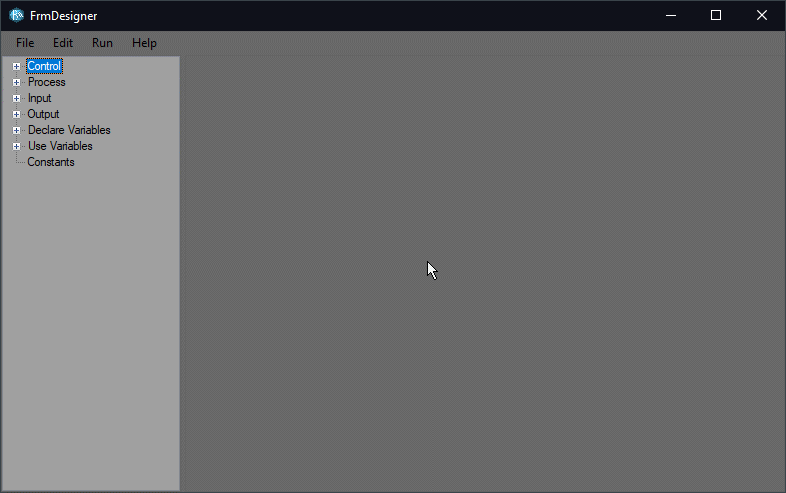 FrmDesigner
File Edit Run Help
Control
Process
Input
Output
Declare Variables
Use Variables
Constants